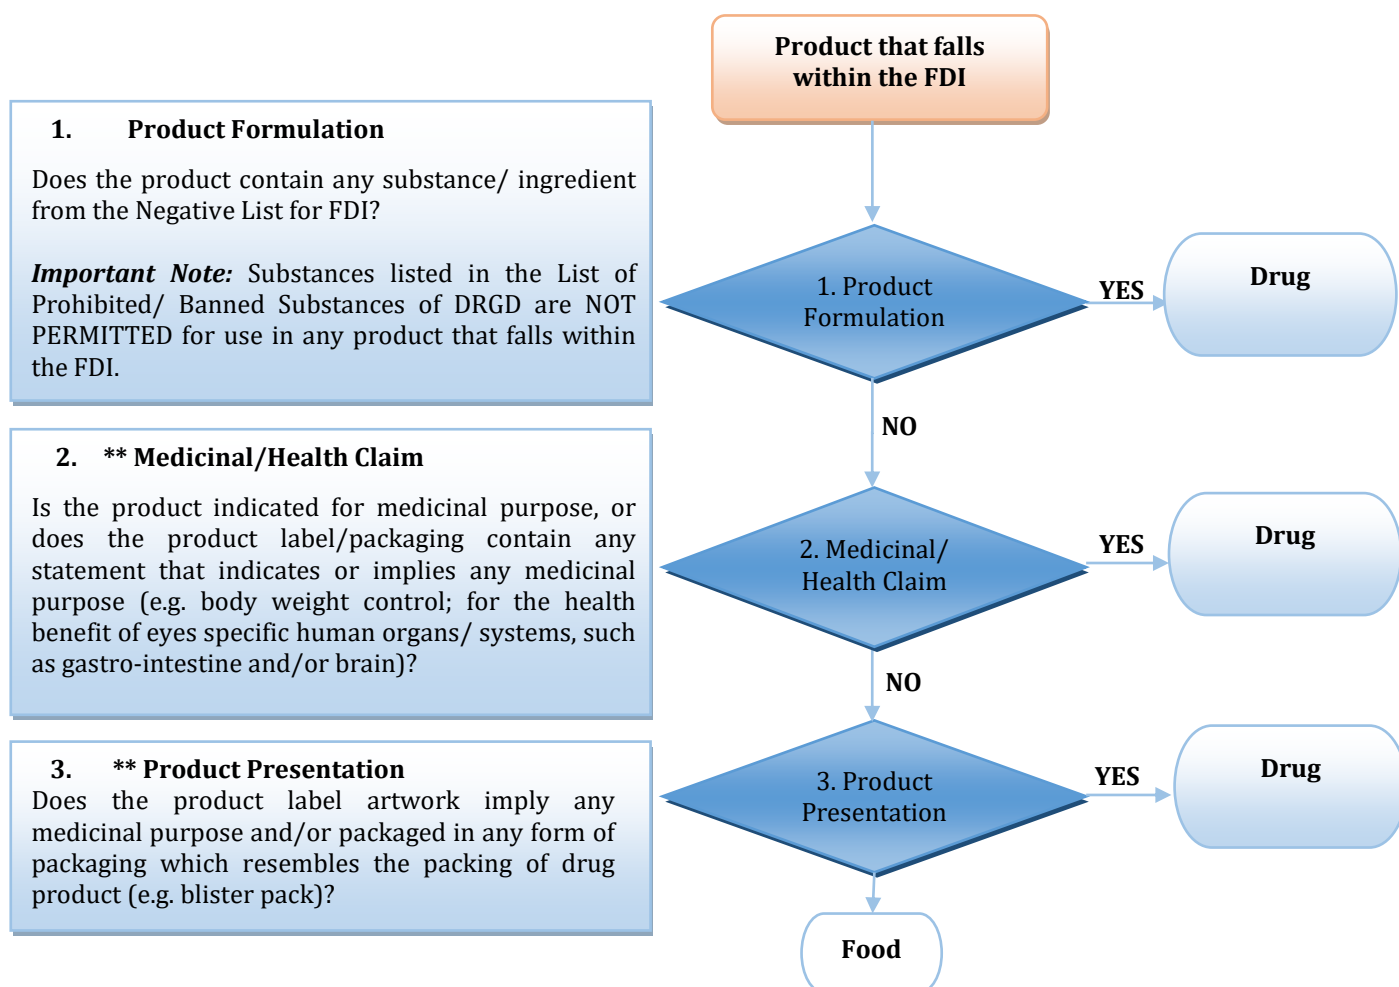 Product that falls
within the FDI
1. Product Formulation
Does the product contain any substance/ ingredient
from the Negative List for FDI?
Important Note: Substances listed in the List of
Prohibited/ Banned Substances of DRGD are NOT
PERMITTED for use in any product that falls within
the FDI.
1. Product
Formulation
YES
Drug
NO
2. ** Medicinal/Health Claim
Is the product indicated for medicinal purpose, or
does the product label/packaging contain any
statement that indicates or implies any medicinal
purpose (e.g. body weight control; for the health
benefit of eyes specific human organs/ systems, such
as gastro-intestine and/or brain)?
2. Medicinal/
Health Claim
YES
Drug
NO
3. ** Product Presentation
Does the product label artwork imply any
medicinal purpose and/or packaged in any form of
packaging which resembles the packing of drug
product (e.g. blister pack)?
3. Product
Presentation
YES
Drug
Food